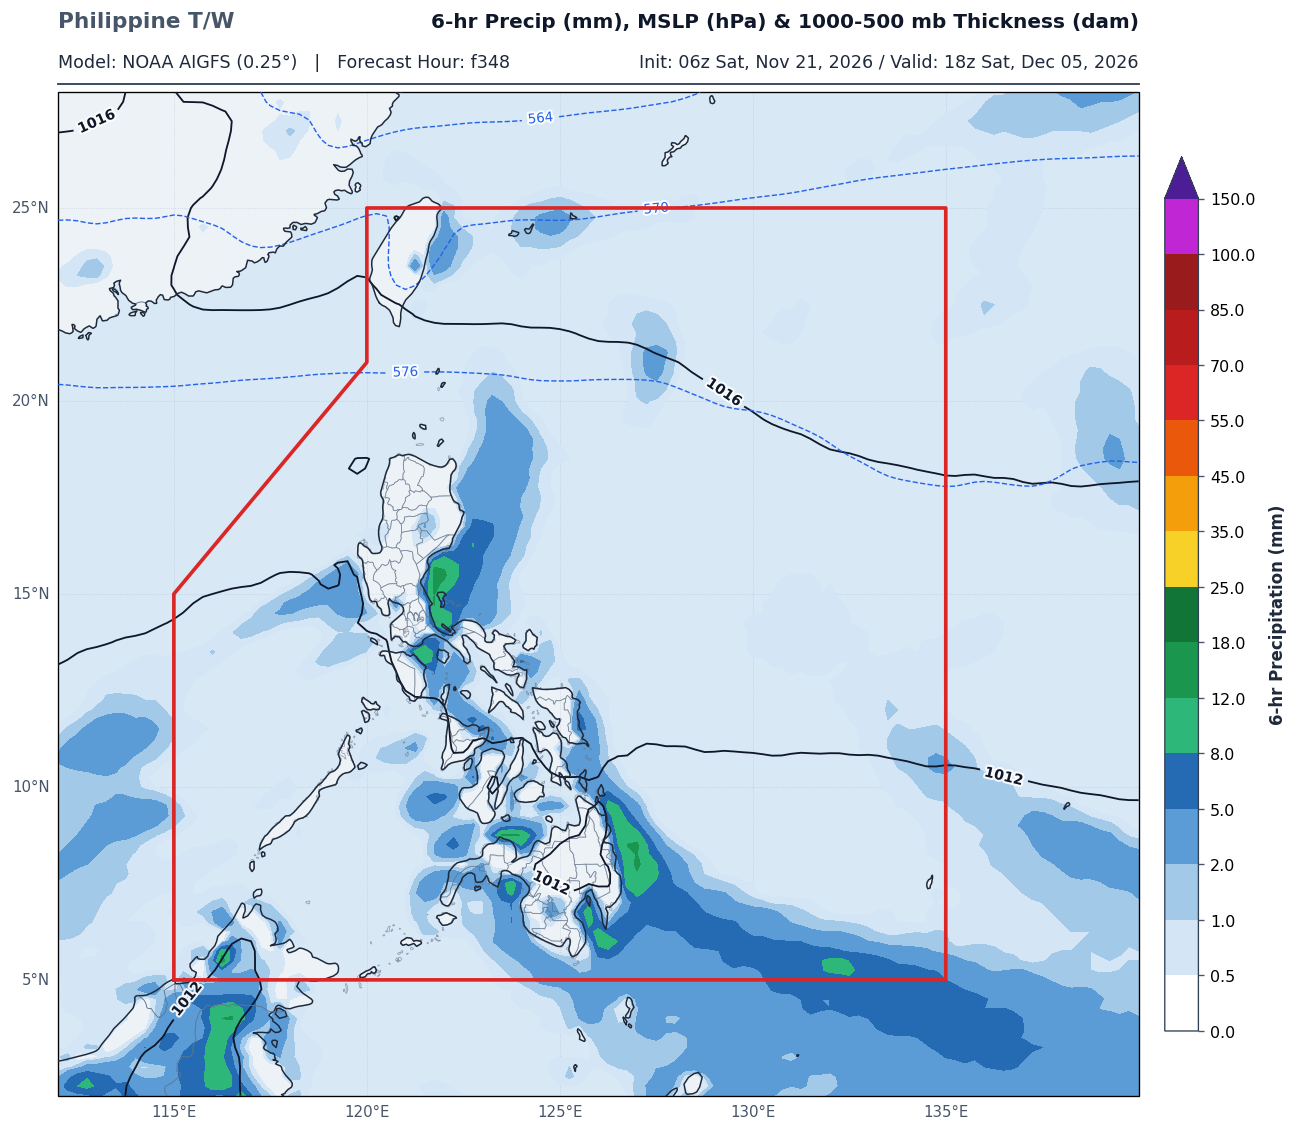 Philippine T/W
6-hr Precip (mm), MSLP (hPa) & 1000-500 mb Thickness (dam)
Model: NOAA AIGFS (0.25°) | Forecast Hour: f348
Init: 06z Sat, Nov 21, 2026 / Valid: 18z Sat, Dec 05, 2026
1016
564
570
576
1016
1012
1012
1012
25°N
20°N
15°N
10°N
5°N
115°E
120°E
125°E
130°E
135°E
150.0
100.0
85.0
70.0
55.0
45.0
35.0
25.0
18.0
12.0
8.0
5.0
2.0
1.0
0.5
0.0
6-hr Precipitation (mm)